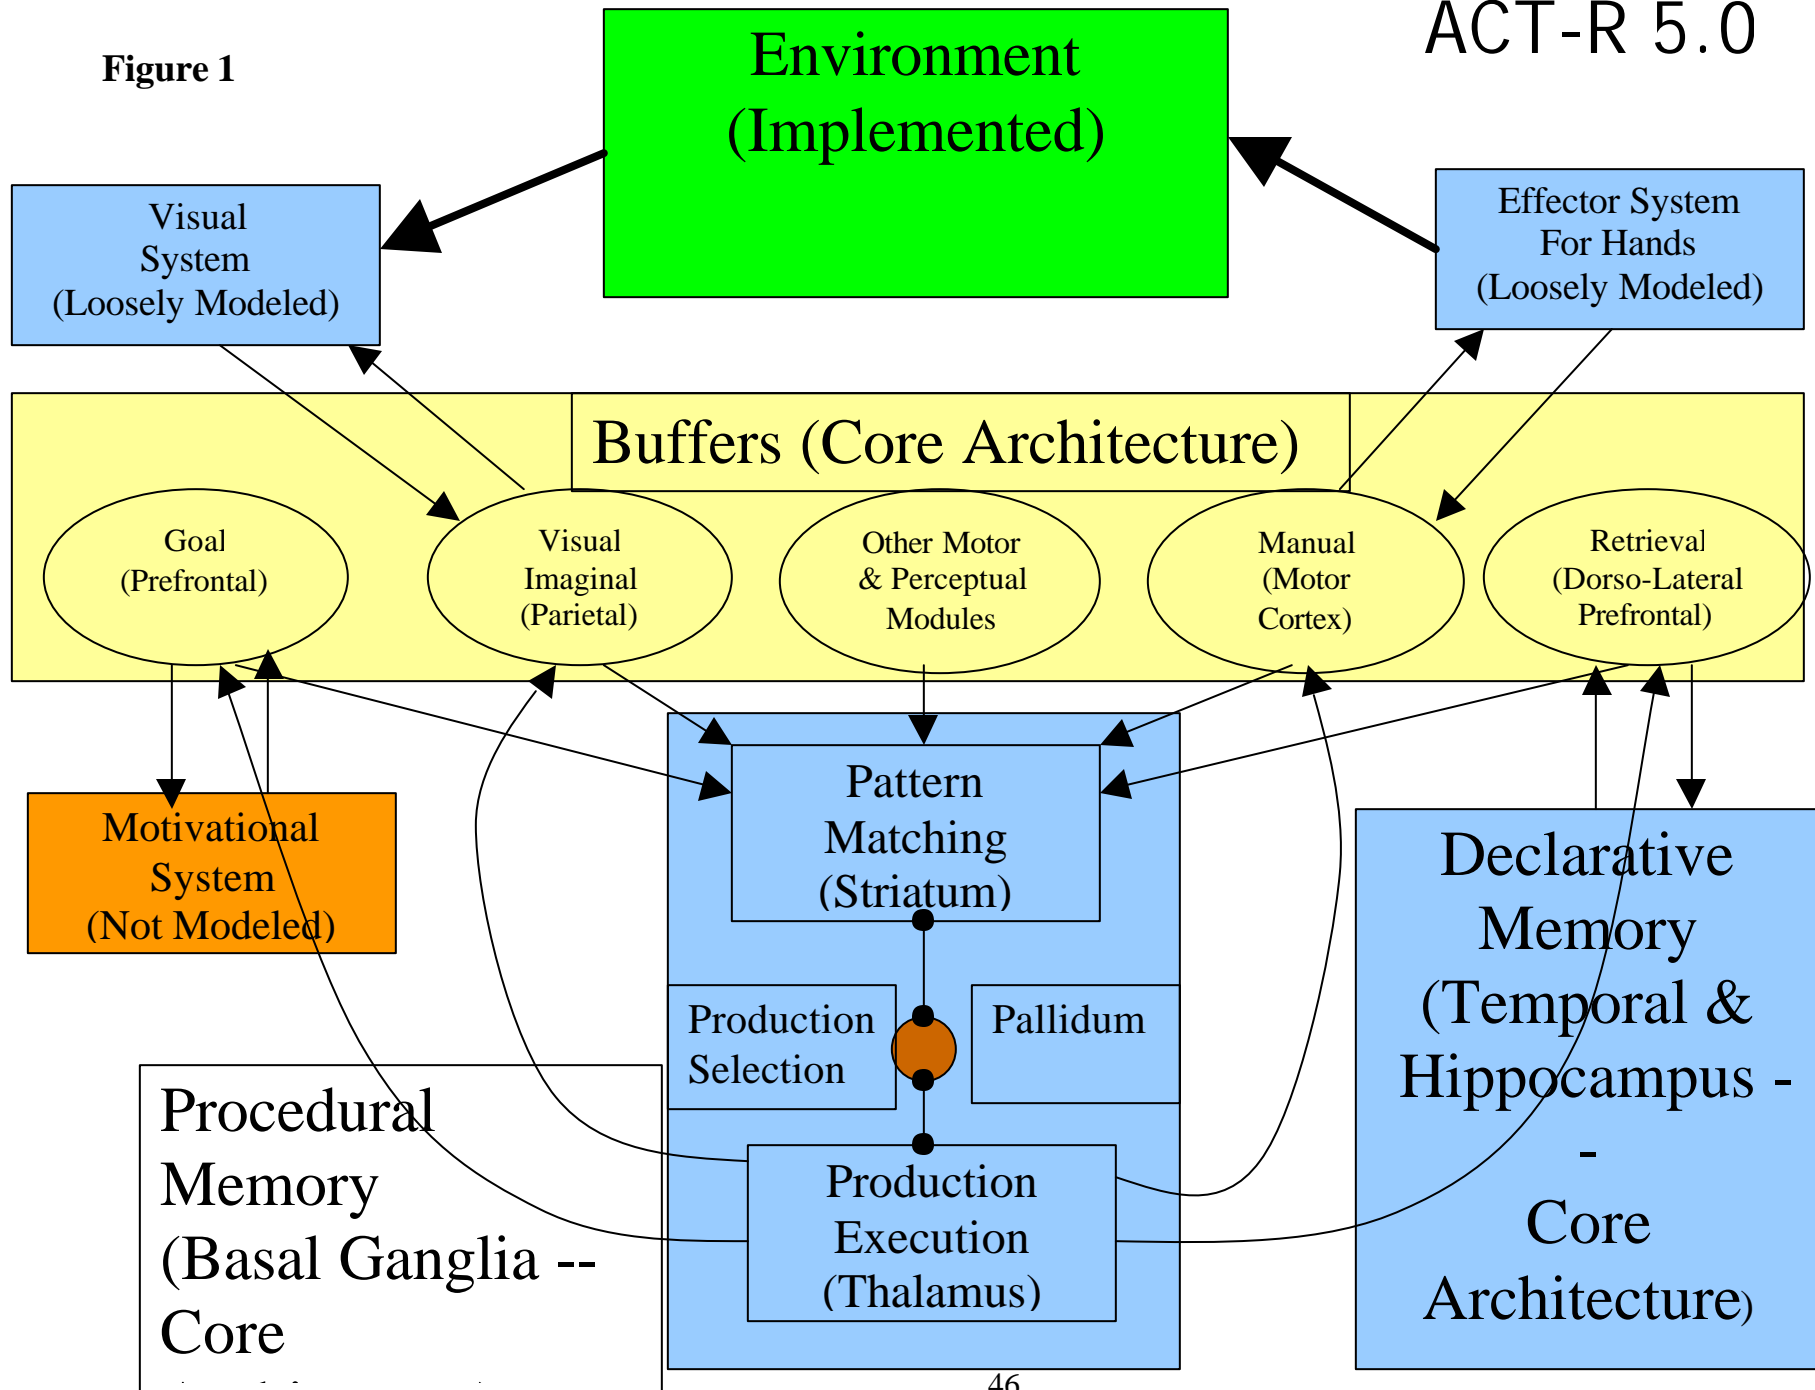 ACT-R 5.0
Figure 1
Environment
(Implemented)
Visual
System
(Loosely Modeled)
Effector System
For Hands
(Loosely Modeled)
Buffers (Core Architecture)
Goal
(Prefrontal)
Visual
Imaginal
(Parietal)
Other Motor
& Perceptual
Modules
Manual
(Motor
Cortex)
Retrieval
(Dorso-Lateral
Prefrontal)
Motivational
System
(Not Modeled)
Pattern
Matching
(Striatum)
Production
Selection
Pallidum
Production
Execution
(Thalamus)
Declarative
Memory
(Temporal &
Hippocampus -
-
Core
Architecture)
Procedural
Memory
(Basal Ganglia --
Core
46